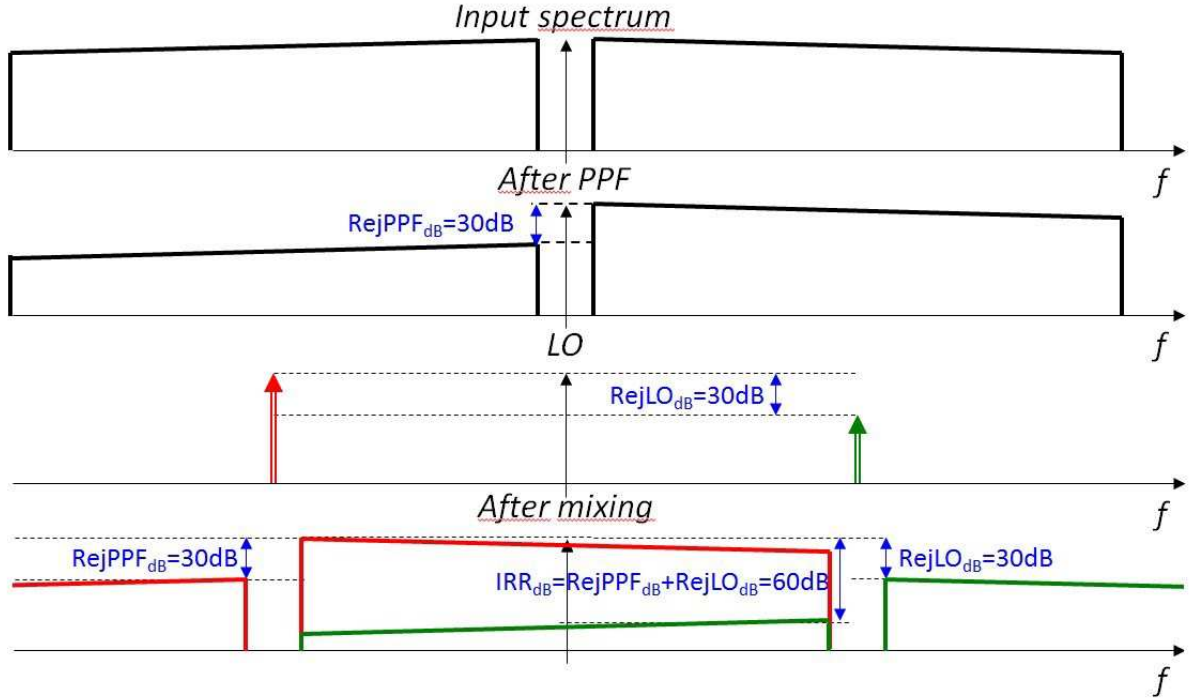 Input spectrum
f
After PPF
RejPPFdB=30dB
f
LO
RejLOdB=30dB
f
After mixing
RejPPFdB=30dB
IRRdB=RejPPFdB+RejLOdB=60dB
RejLOdB=30dB
f